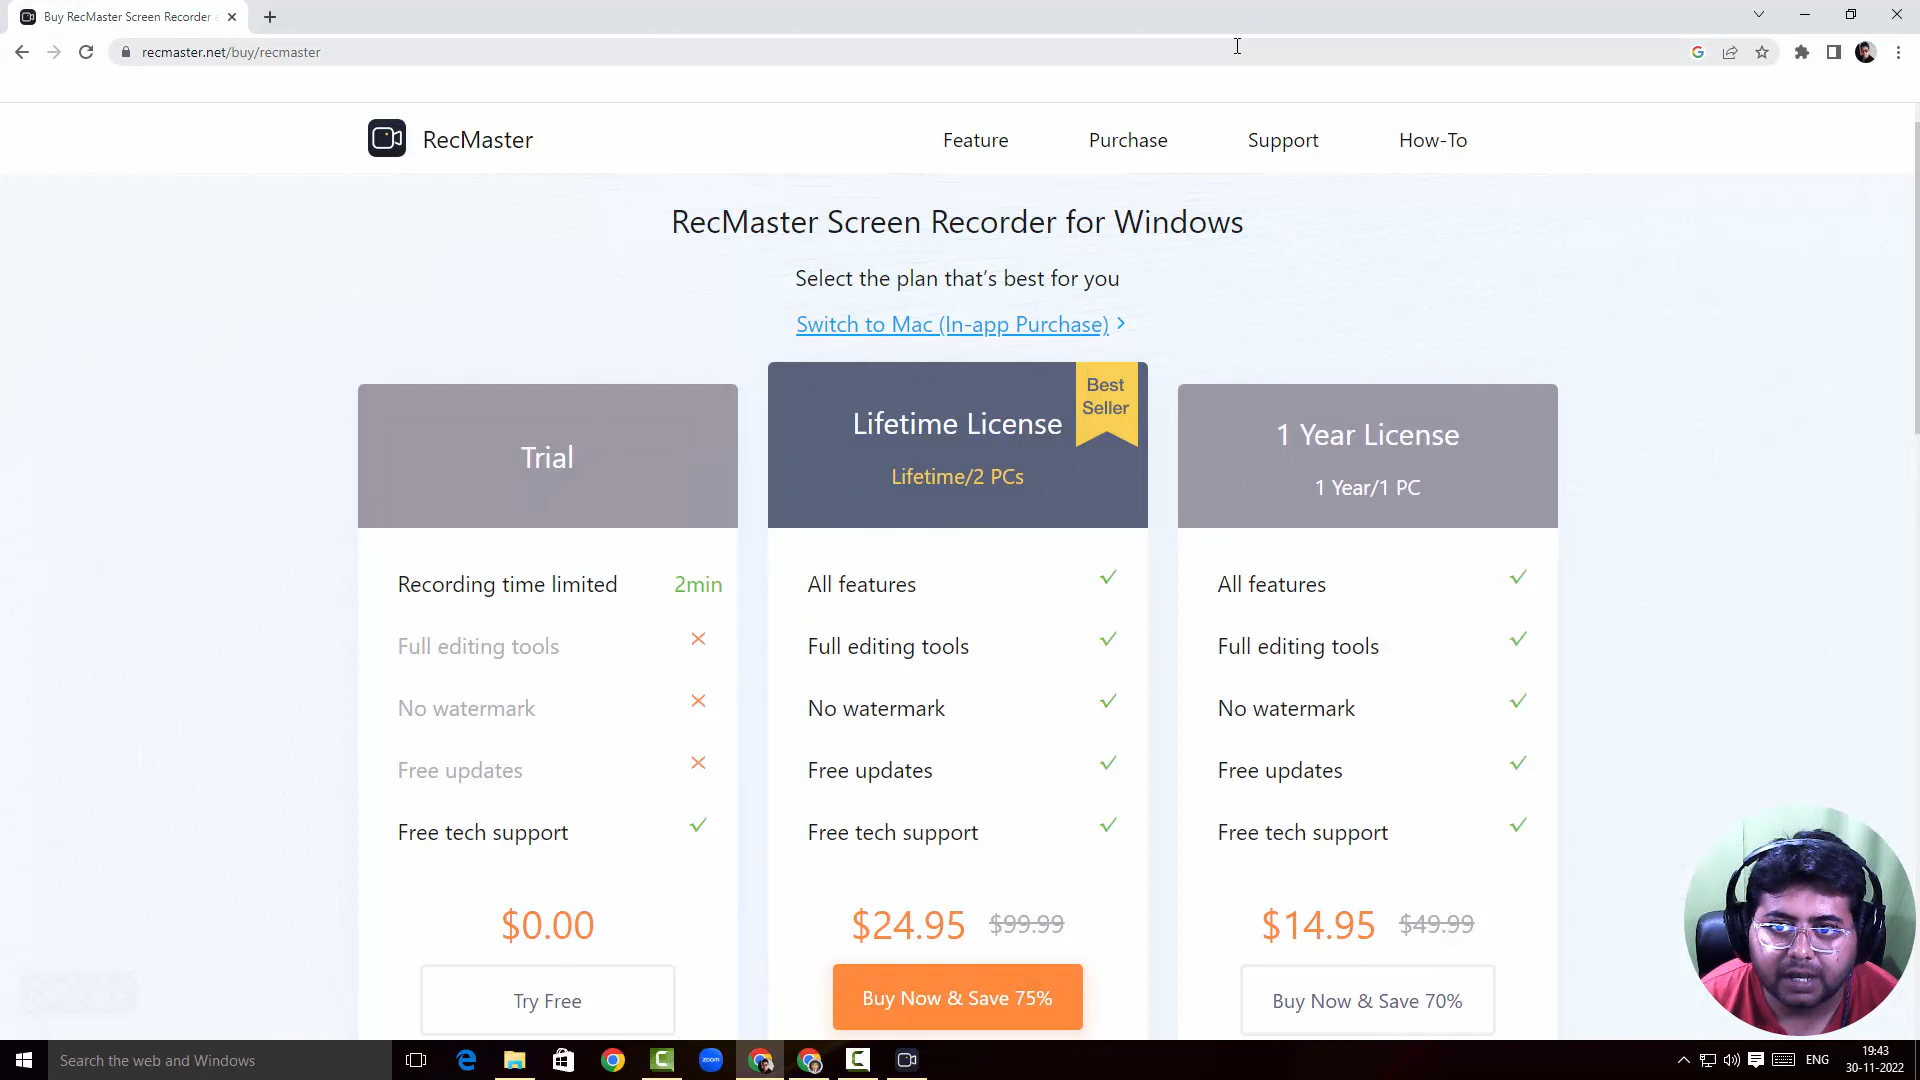 Buy RecMaster Screen Recorder
recmaster.net/buy/recmaster
RecMaster
Feature
Purchase
Support
How-To
RecMaster Screen Recorder for Windows
Select the plan that's best for you
Switch to Mac (In-app Purchase) >
Trial
Recording time limited 2min
Full editing tools
No watermark
Free updates
Free tech support
$0.00
Try Free
Best
Seller
Lifetime License
Lifetime/2 PCs
All features
Full editing tools
No watermark
Free updates
Free tech support
$24.95 $99.99
Buy Now & Save 75%
1 Year License
1 Year/1 PC
All features
Full editing tools
No watermark
Free updates
Free tech support
$14.95 $49.99
Buy Now & Save 70%
Search the web and Windows
zoom
ENG
19:43
30-11-2022